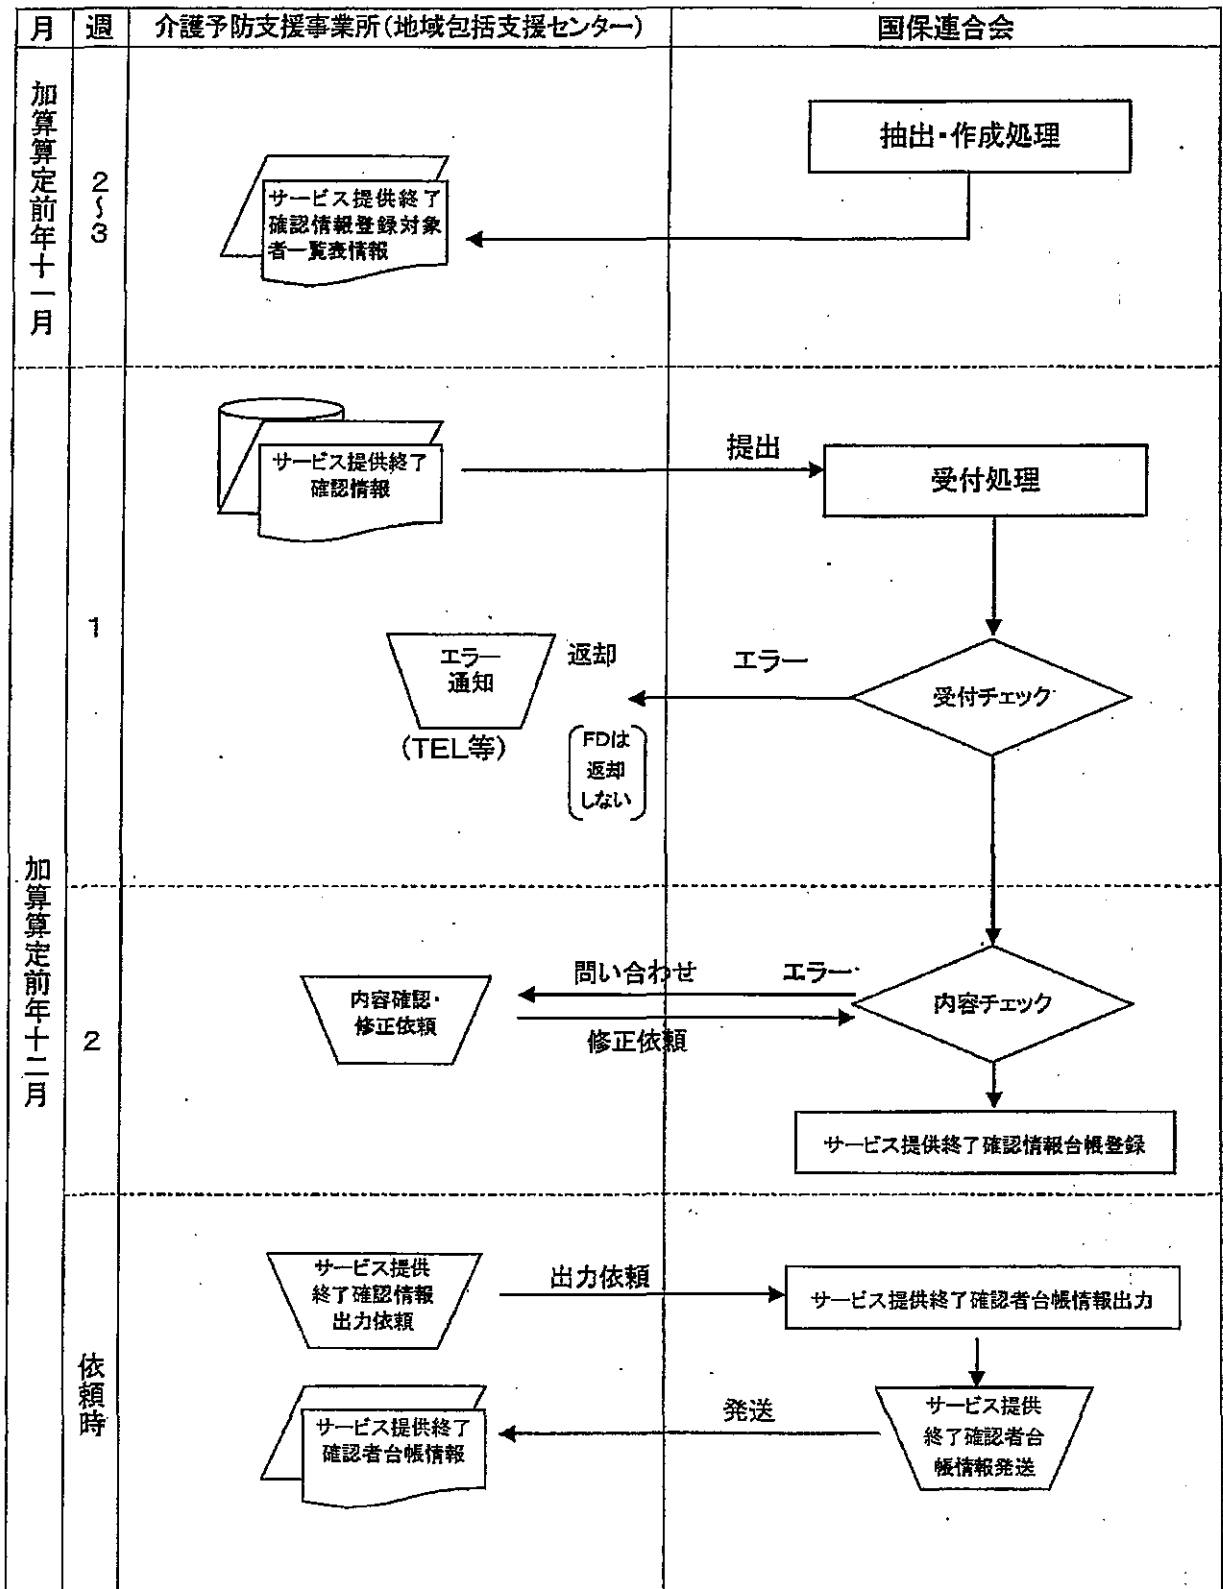 月
週
介護予防支援事業所(地域包括支援センター)
国保連合会
加算算定前年十一月
2~3
抽出・作成処理
サービス提供終了
確認情報登録対象
者一覧表情報
加算算定前年十二月
1
サービス提供終了
確認情報
提出
受付処理
エラー
通知
(TEL等)
返却
エラー
受付チェック
FDは
返却
しない
2
内容確認・
修正依頼
問い合わせ
エラー
修正依頼
内容チェック
サービス提供終了確認情報台帳登録
依頼時
サービス提供
終了確認情報
出力依頼
出力依頼
サービス提供終了確認者台帳情報出力
サービス提供終了
確認者台帳情報
発送
サービス提供
終了確認者台
帳情報発送